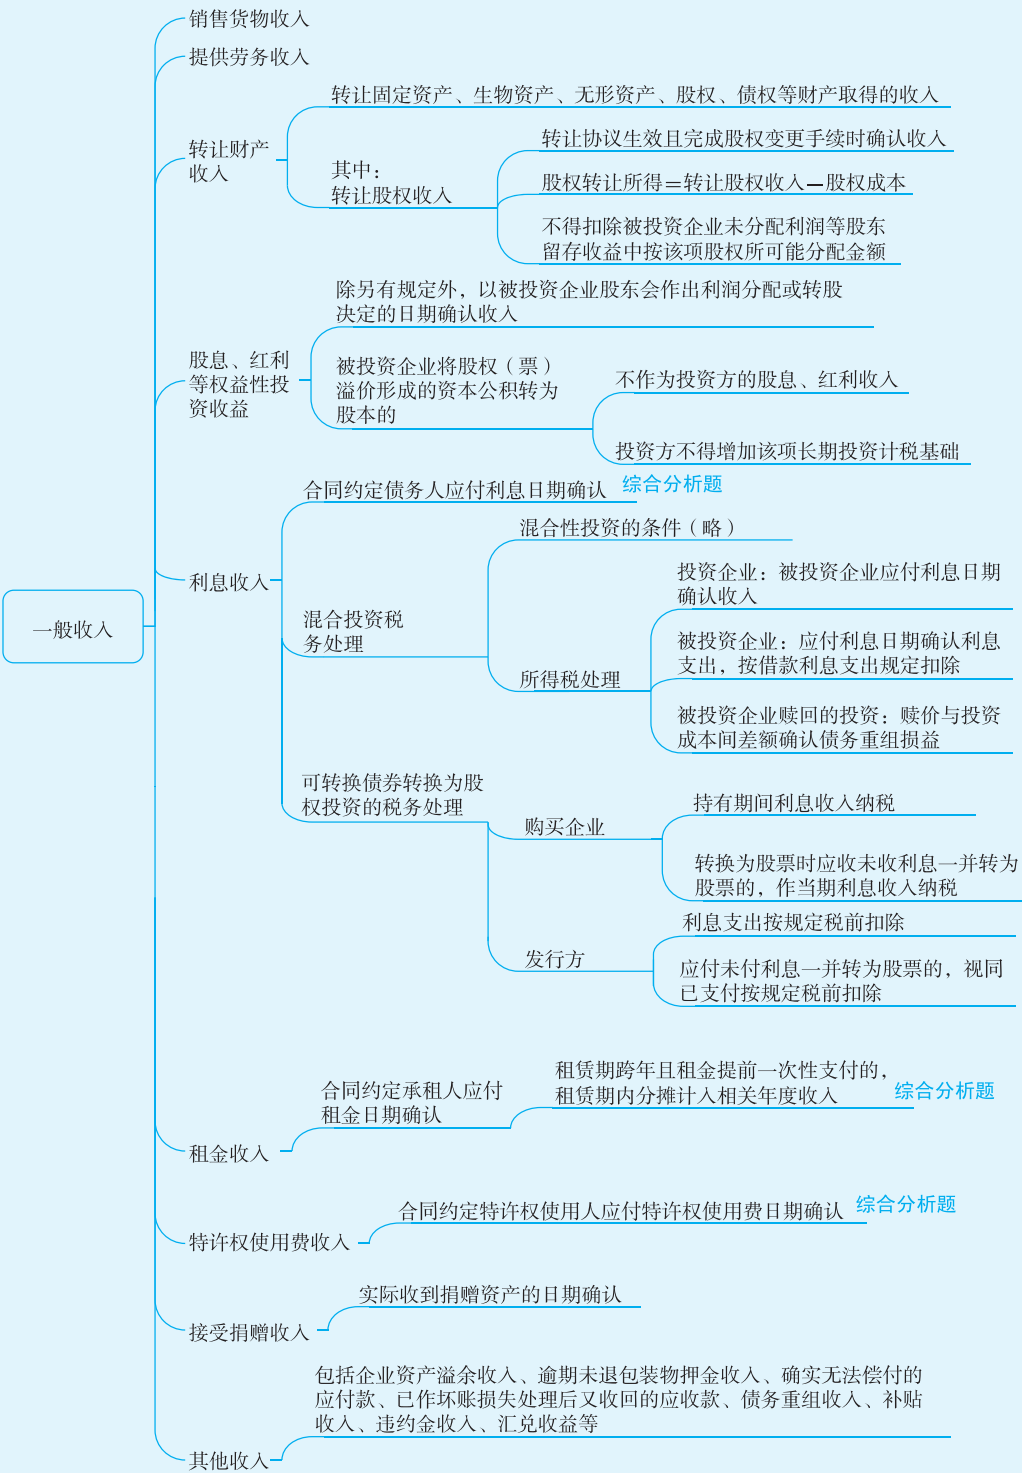 销售货物收入
提供劳务收入
转让财产
收入
转让固定资产、生物资产、无形资产、股权、债权等财产取得的收入
其中：
转让股权收入
转让协议生效且完成股权变更手续时确认收入
股权转让所得=转让股权收入—股权成本
不得扣除被投资企业未分配利润等股东
留存收益中按该项股权所可能分配金额
股息、红利
等权益性投
资收益
除另有规定外，以被投资企业股东会作出利润分配或转股
决定的日期确认收入
被投资企业将股权（票）
溢价形成的资本公积转为
股本的
不作为投资方的股息、红利收入
投资方不得增加该项长期投资计税基础
一般收入
利息收入
合同约定债务人应付利息日期确认
综合分析题
混合投资税
务处理
混合性投资的条件（略）
所得税处理
投资企业：被投资企业应付利息日期
确认收入
被投资企业：应付利息日期确认利息
支出，按借款利息支出规定扣除
被投资企业赎回的投资：赎价与投资
成本间差额确认债务重组损益
可转换债券转换为股
权投资的税务处理
购买企业
持有期间利息收入纳税
转换为股票时应收未收利息一并转为
股票的，作当期利息收入纳税
发行方
利息支出按规定税前扣除
应付未付利息一并转为股票的，视同
已支付按规定税前扣除
租金收入
合同约定承租人应付
租金日期确认
租赁期跨年且租金提前一次性支付的，
租赁期内分摊计入相关年度收入
综合分析题
特许权使用费收入
合同约定特许权使用人应付特许权使用费日期确认
综合分析题
接受捐赠收入
实际收到捐赠资产的日期确认
其他收入
包括企业资产溢余收入、逾期未退包装物押金收入、确实无法偿付的
应付款、已作坏账损失处理后又收回的应收款、债务重组收入、补贴
收入、违约金收入、汇兑收益等